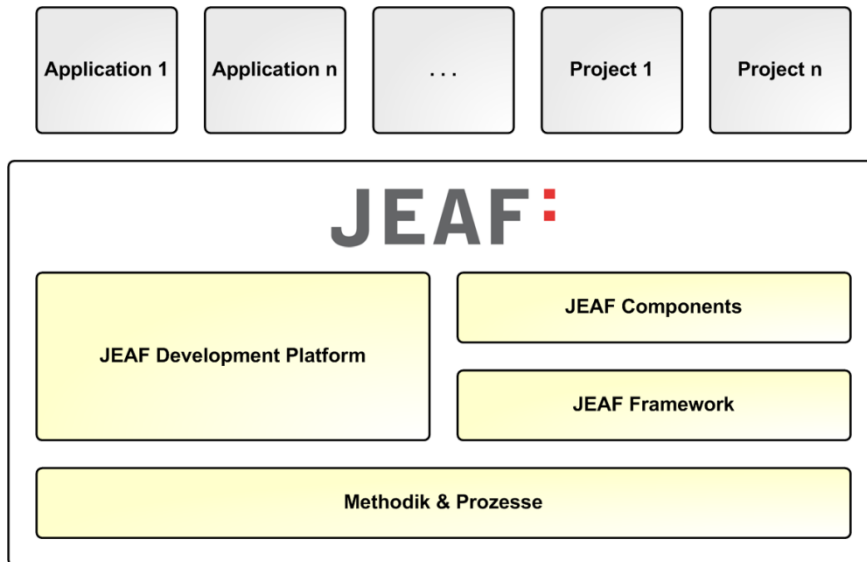 Application 1
Application n
. . .
Project 1
Project n
JEAF:
JEAF Development Platform
JEAF Components
JEAF Framework
Methodik & Prozesse